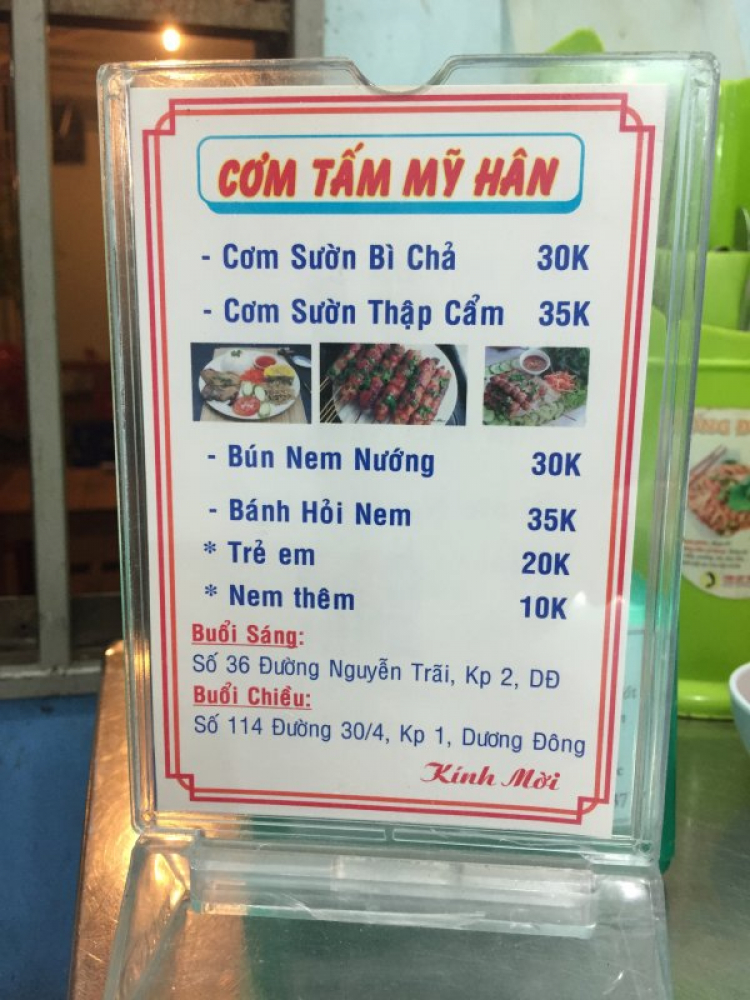 CƠM TẤM MỸ HÂN
- Cơm Sườn Bì Chả 30K
- Cơm Sườn Thập Cẩm 35K
- Bún Nem Nướng 30K
- Bánh Hỏi Nem 35K
* Trẻ em 20K
* Nem thêm 10K
Buổi Sáng:
Số 36 Đường Nguyễn Trãi, Kp 2, DĐ
Buổi Chiều:
Số 114 Đường 30/4, Kp 1, Dương Đông
Kính Mời